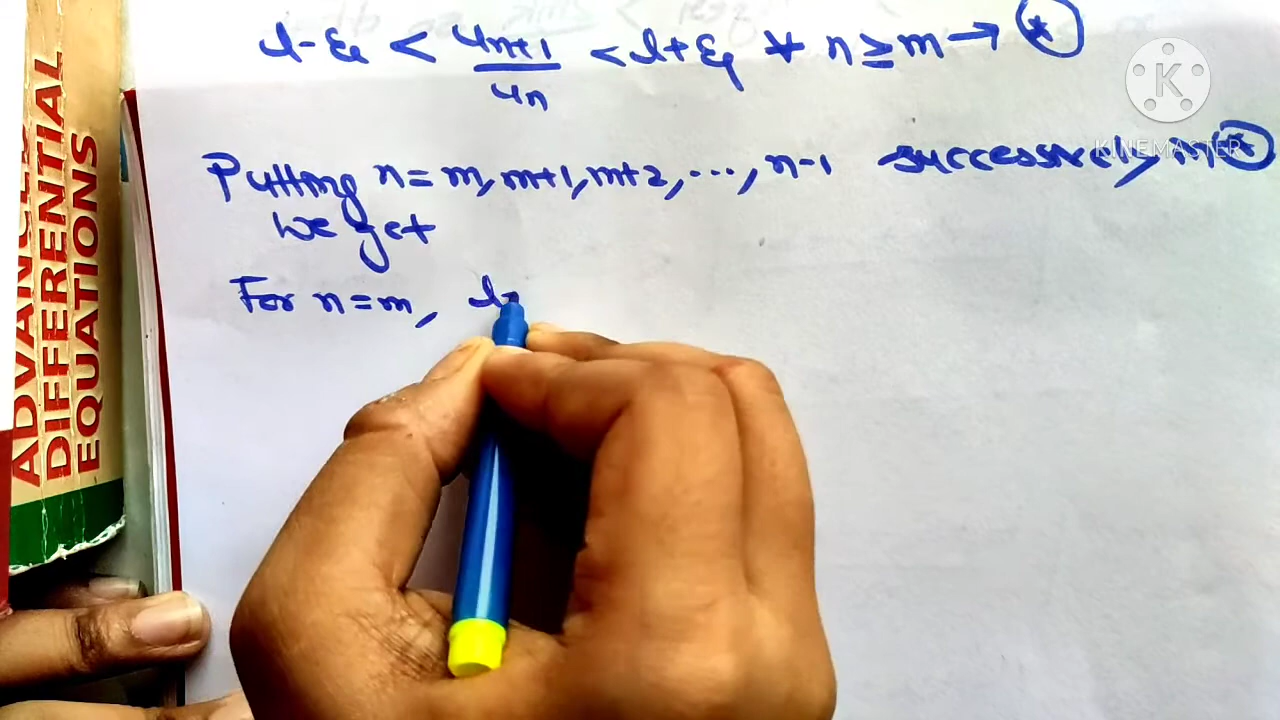 l-ε₁ < u_{n+1}/u_n < l+ε₁ ∀ n ≥ m → (*)
K
KINEMASTER
Putting n = m, m+1, m+2, ..., n-1 successively in (*)
we get
For n = m, l-
ADVANCED
DIFFERENTIAL
EQUATIONS